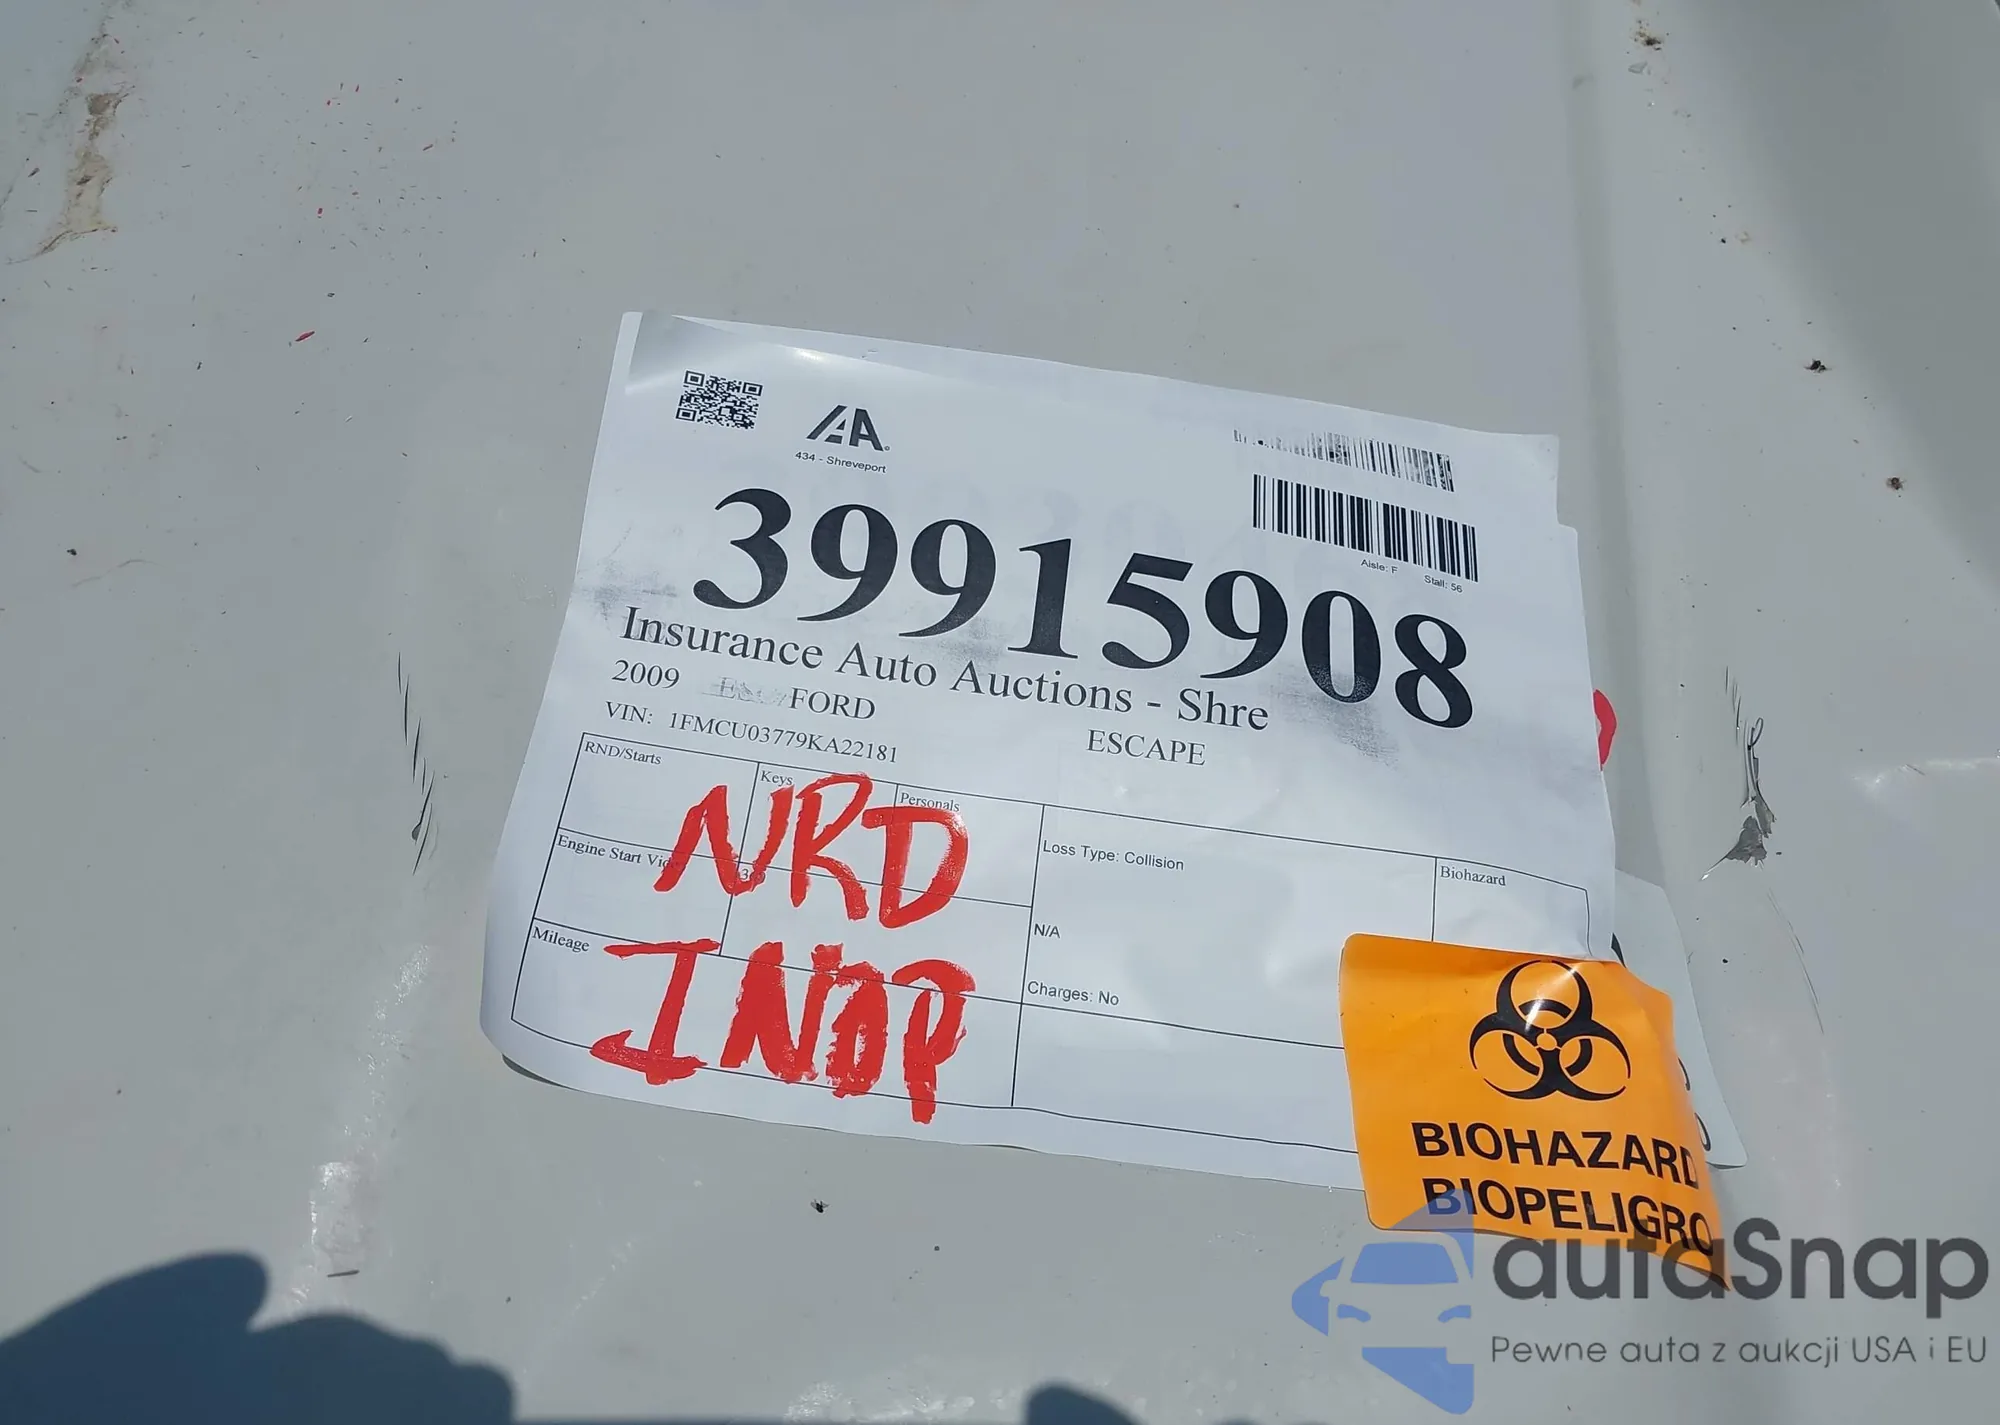 IAA
434 - Shreveport
Aisle: F Stall: 56
39915908
Insurance Auto Auctions - Shre
2009 FORD ESCAPE
VIN: 1FMCU03779KA22181
RND/Starts Keys Personals
NRD
Loss Type: Collision
Biohazard
Engine Start Vid
N/A
Mileage
INOP
Charges: No
BIOHAZARD
BIOPELIGRO
autaSnap
Pewne auta z aukcji USA i EU